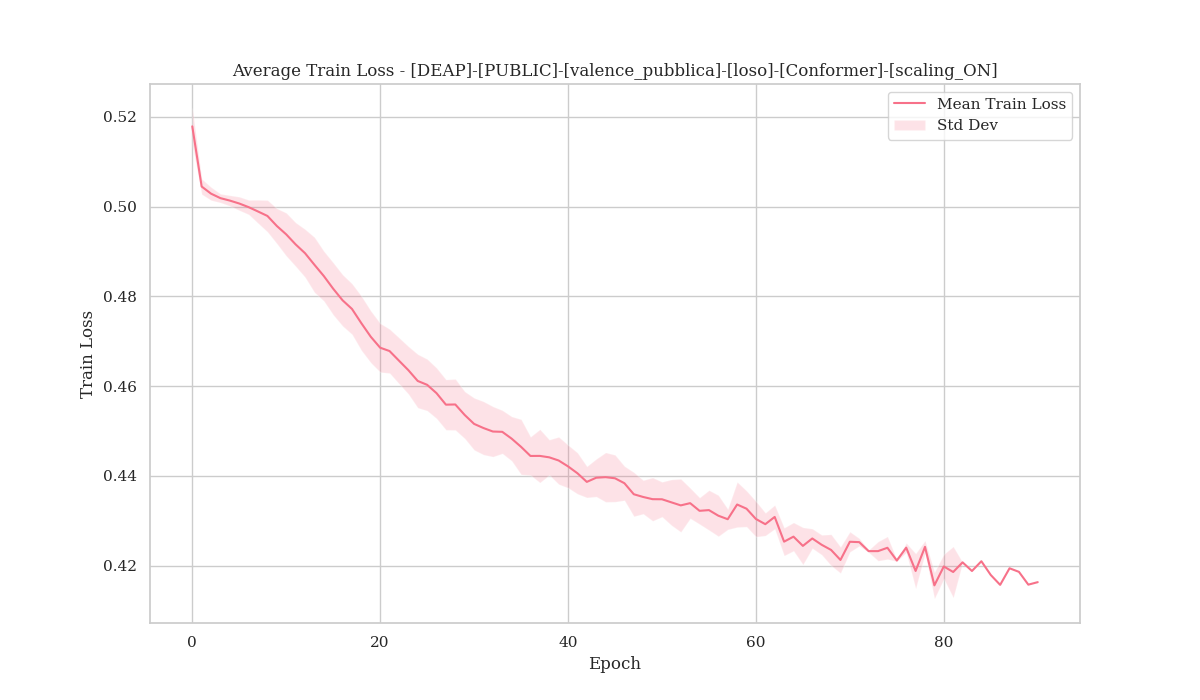 Average Train Loss - [DEAP]-[PUBLIC]-[valence_pubblica]-[loso]-[Conformer]-[scaling_ON]
Mean Train Loss
Std Dev
0.52
0.50
0.48
0.46
0.44
0.42
Train Loss
0 20 40 60 80
Epoch